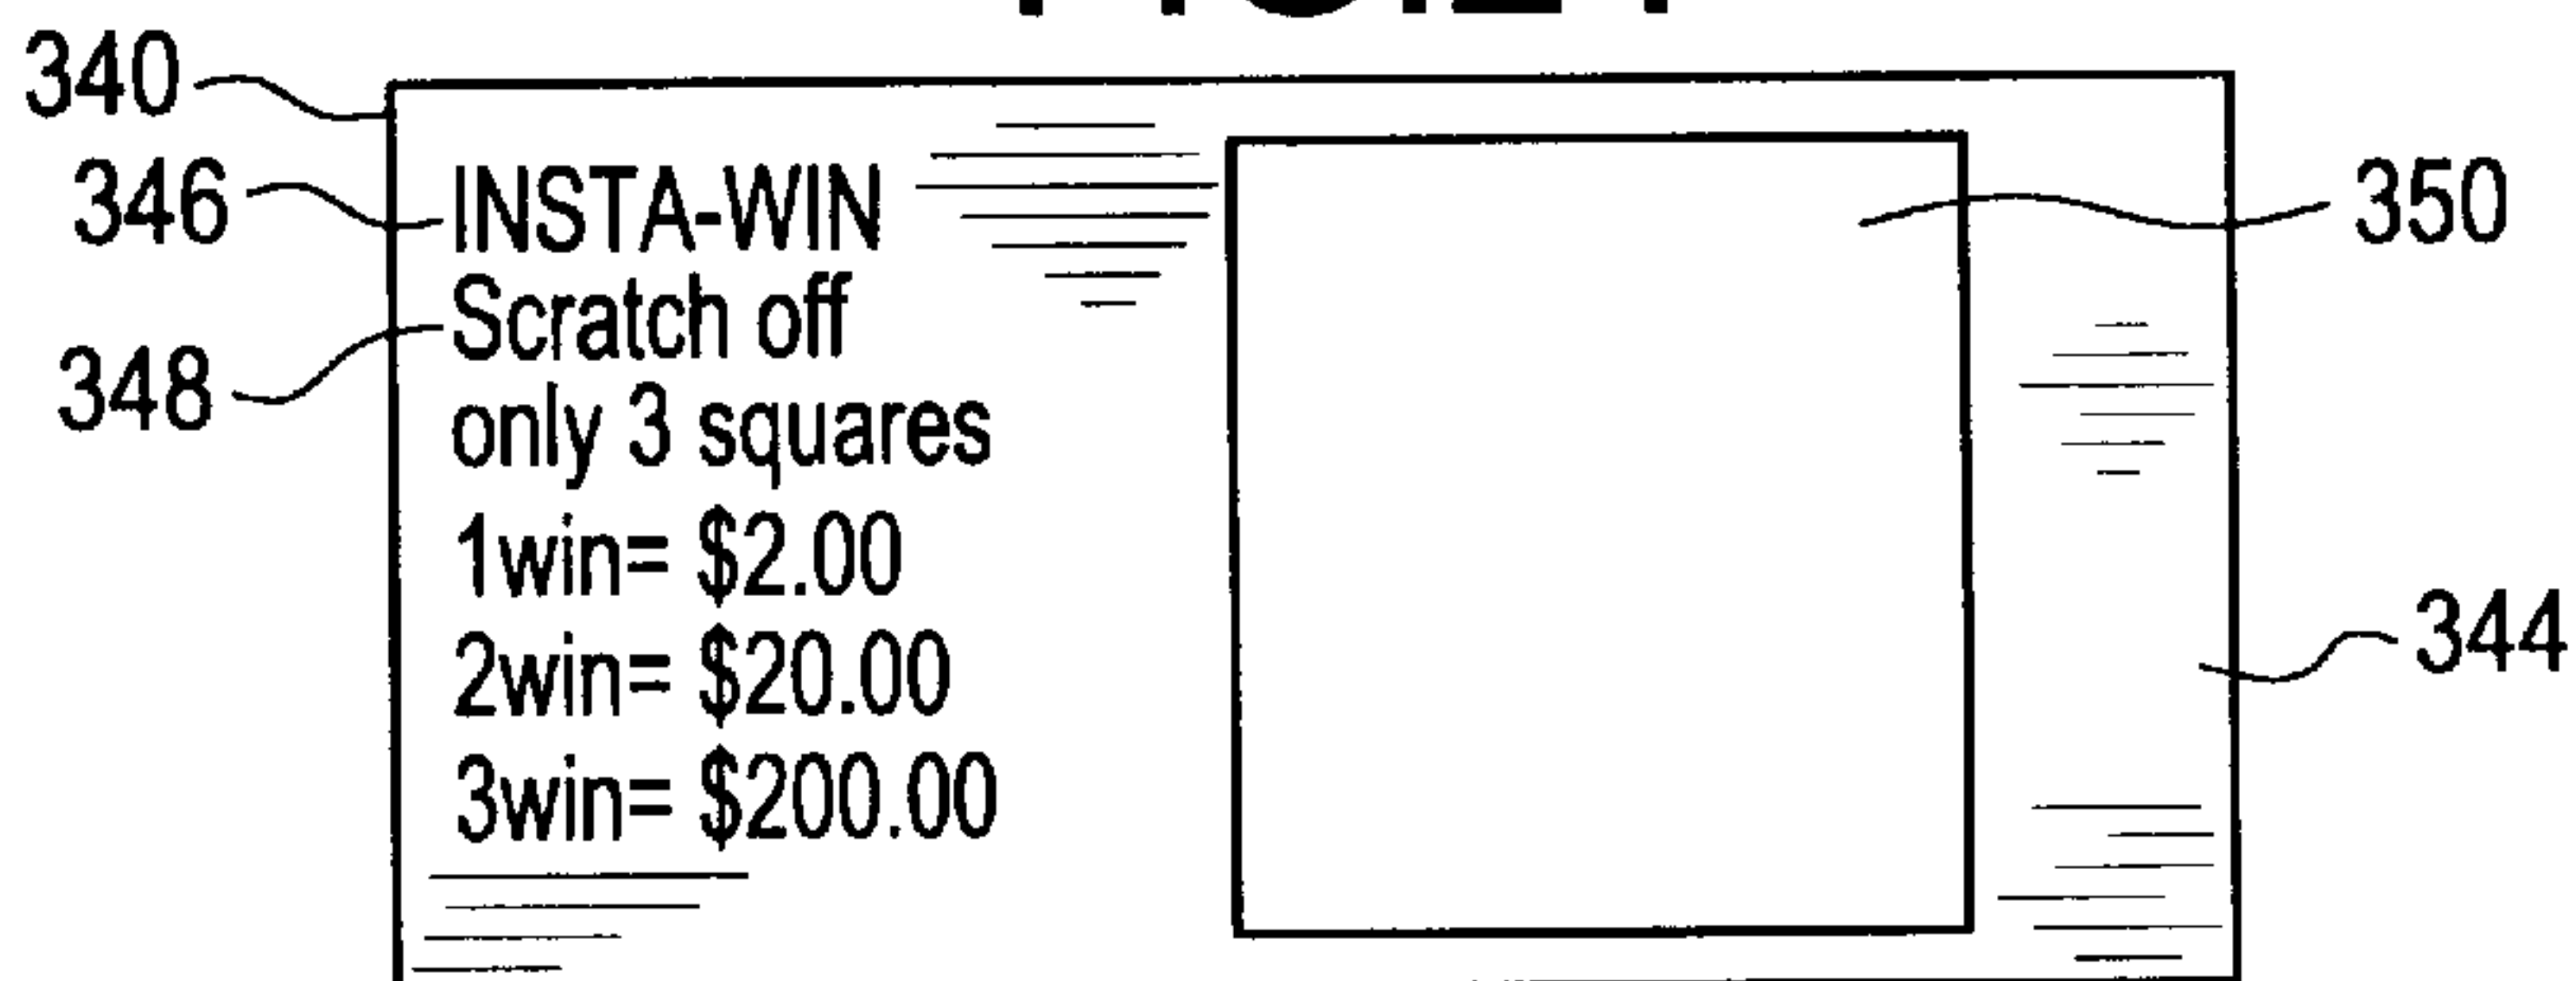 340
346
348
INSTA-WIN
Scratch off
only 3 squares
1win= $2.00
2win= $20.00
3win= $200.00
350
344